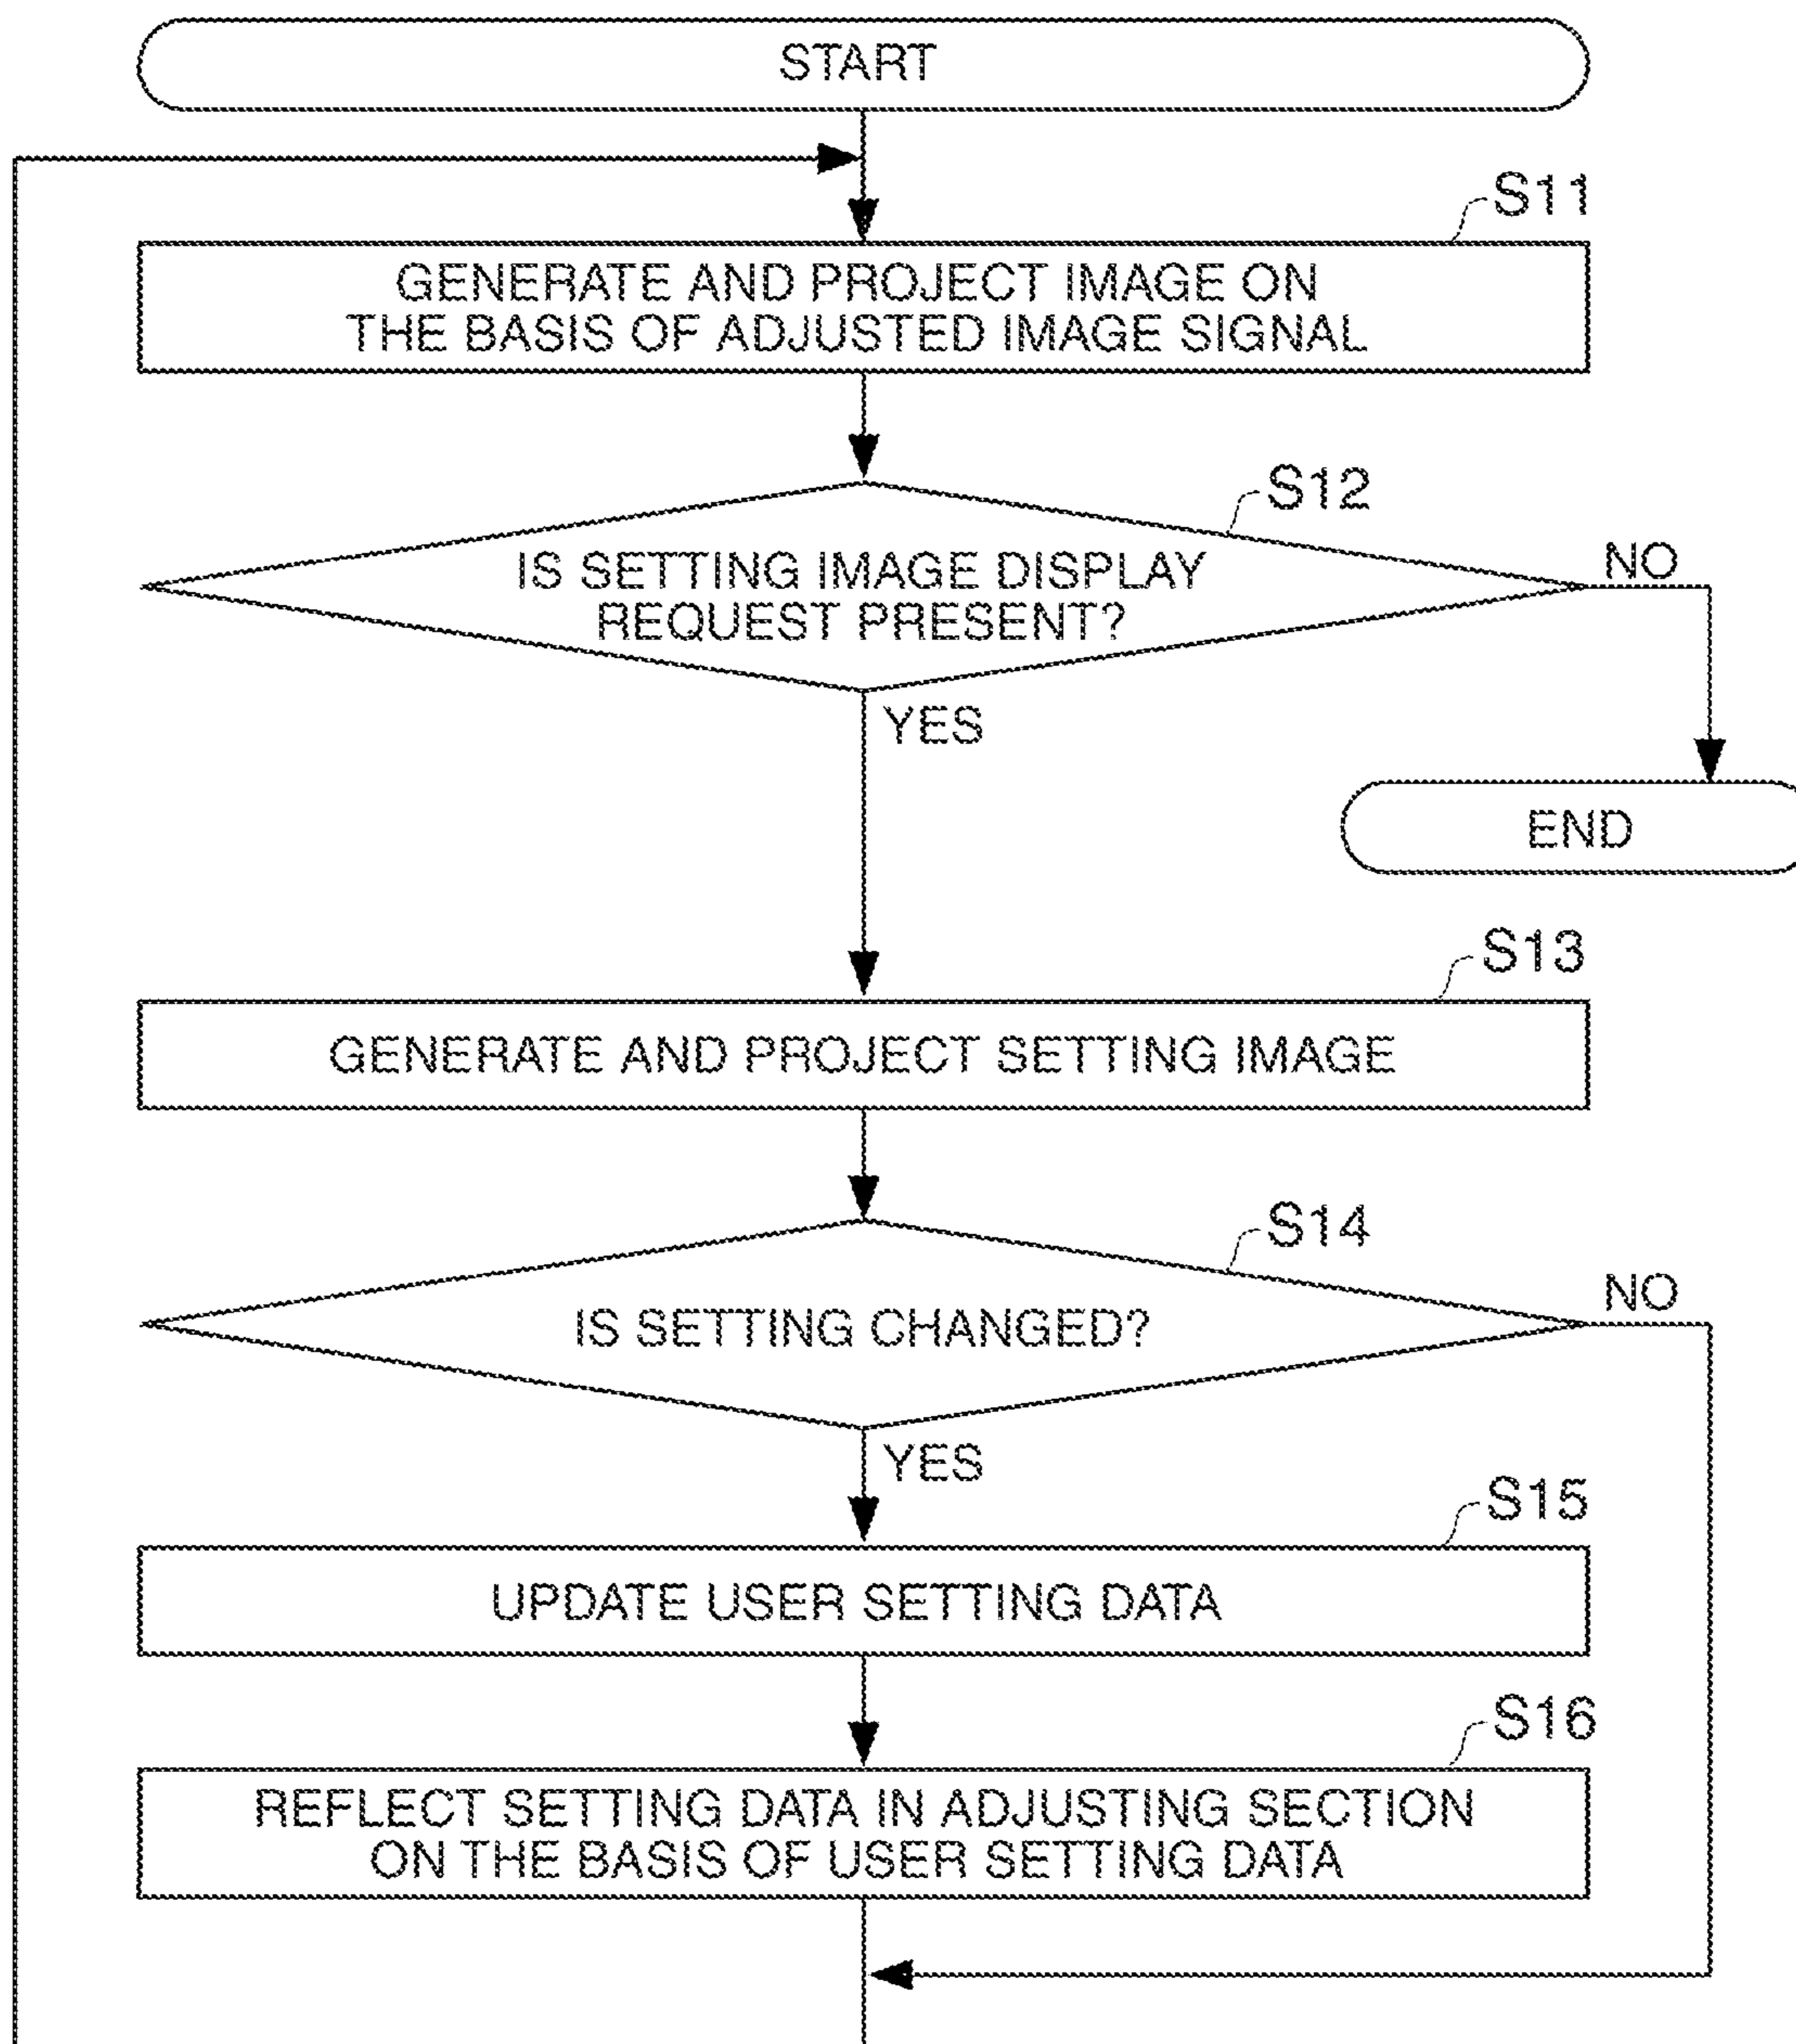 START
S11
GENERATE AND PROJECT IMAGE ON
THE BASIS OF ADJUSTED IMAGE SIGNAL
S12
IS SETTING IMAGE DISPLAY
REQUEST PRESENT?
NO
YES
END
S13
GENERATE AND PROJECT SETTING IMAGE
S14
IS SETTING CHANGED?
NO
YES
S15
UPDATE USER SETTING DATA
S16
REFLECT SETTING DATA IN ADJUSTING SECTION
ON THE BASIS OF USER SETTING DATA